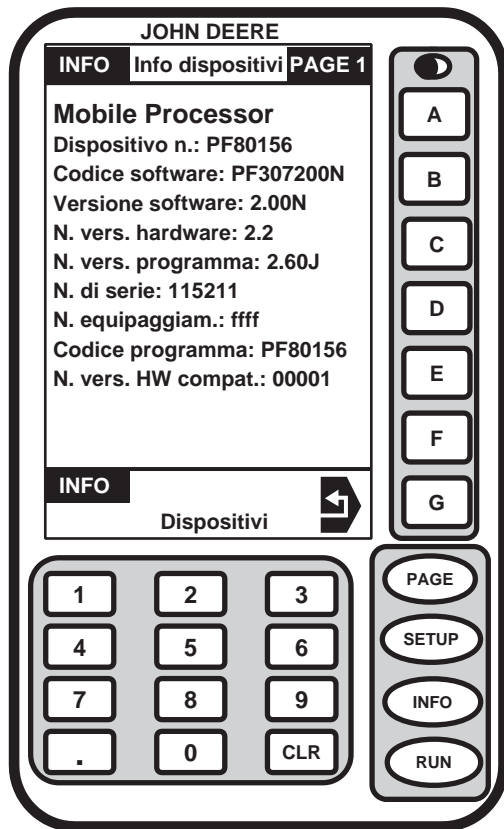 JOHN DEERE
INFO Info dispositivi PAGE 1
Mobile Processor
Dispositivo n.: PF80156
Codice software: PF307200N
Versione software: 2.00N
N. vers. hardware: 2.2
N. vers. programma: 2.60J
N. di serie: 115211
N. equipaggiam.: ffff
Codice programma: PF80156
N. vers. HW compat.: 00001
INFO
Dispositivi
A
B
C
D
E
F
G
1 2 3
4 5 6
7 8 9
. 0 CLR
PAGE
SETUP
INFO
RUN